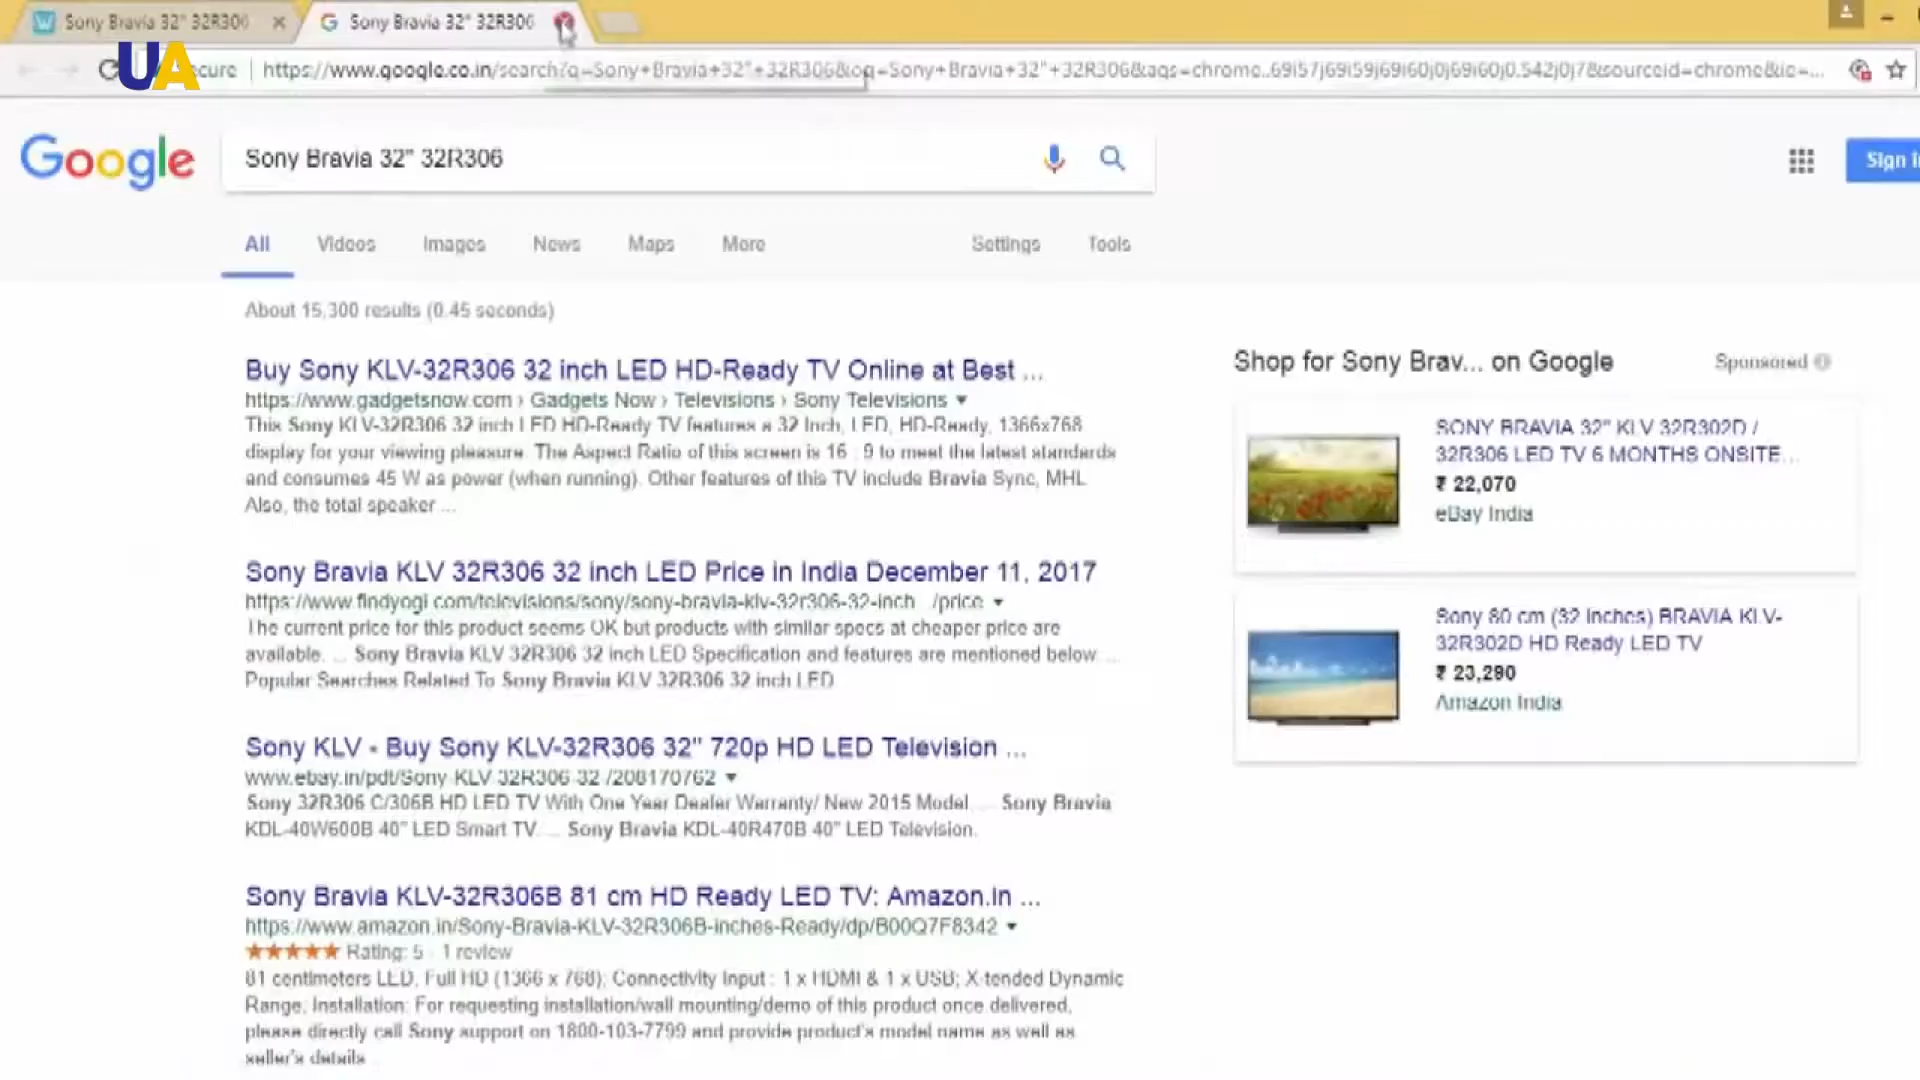 Sony Bravia 32" 32R306
Sony Bravia 32" 32R306
UA
cure
https://www.google.co.in/search?q=Sony+Bravia+32"+32R306&oq=Sony+Bravia+32"+32R306&aqs=chrome..69i57j69i59j69i60j0j69i60j0.542j0j7&sourceid=chrome&ie=...
Google
Sony Bravia 32" 32R306
Sign i
All Videos Images News Maps More Settings Tools
About 15,300 results (0.45 seconds)
Buy Sony KLV-32R306 32 inch LED HD-Ready TV Online at Best ...
https://www.gadgetsnow.com › Gadgets Now › Televisions › Sony Televisions
This Sony KLV-32R306 32 inch LED HD-Ready TV features a 32 Inch, LED, HD-Ready, 1366x768
display for your viewing pleasure. The Aspect Ratio of this screen is 16 : 9 to meet the latest standards
and consumes 45 W as power (when running). Other features of this TV include Bravia Sync, MHL
Also, the total speaker ...
Sony Bravia KLV 32R306 32 inch LED Price in India December 11, 2017
https://www.findyogi.com/televisions/sony/sony-bravia-klv-32r306-32-inch.../price
The current price for this product seems OK but products with similar specs at cheaper price are
available. ... Sony Bravia KLV 32R306 32 inch LED Specification and features are mentioned below. ...
Popular Searches Related To Sony Bravia KLV 32R306 32 inch LED
Sony KLV - Buy Sony KLV-32R306 32" 720p HD LED Television ...
www.ebay.in/pdt/Sony-KLV-32R306-32-/208170762
Sony 32R306 C/306B HD LED TV With One Year Dealer Warranty/ New 2015 Model. ... Sony Bravia
KDL-40W600B 40" LED Smart TV. ... Sony Bravia KDL-40R470B 40" LED Television.
Sony Bravia KLV-32R306B 81 cm HD Ready LED TV: Amazon.in ...
https://www.amazon.in/Sony-Bravia-KLV-32R306B-inches-Ready/dp/B00Q7F8342
Rating: 5 - 1 review
81 centimeters LED, Full HD (1366 x 768); Connectivity Input : 1 x HDMI & 1 x USB; X-tended Dynamic
Range; Installation: For requesting installation/wall mounting/demo of this product once delivered,
please directly call Sony support on 1800-103-7799 and provide product's model name as well as
seller's details
Shop for Sony Brav... on Google
Sponsored
SONY BRAVIA 32" KLV 32R302D /
32R306 LED TV 6 MONTHS ONSITE...
₹ 22,070
eBay India
Sony 80 cm (32 Inches) BRAVIA KLV-
32R302D HD Ready LED TV
₹ 23,290
Amazon India